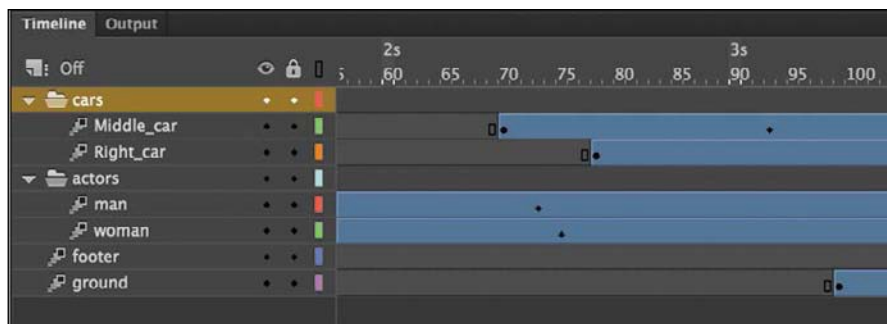 Timeline Output
2s 3s
Off 5 60 65 70 75 80 85 90 95 100
cars
Middle_car
Right_car
actors
man
woman
footer
ground